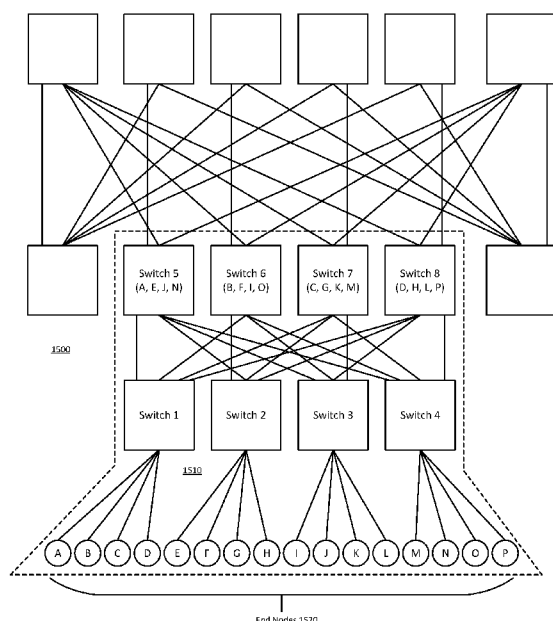 Switch 5
(A, E, J, N)
Switch 6
(B, F, I, O)
Switch 7
(C, G, K, M)
Switch 8
(D, H, L, P)
1500
Switch 1
Switch 2
Switch 3
Switch 4
1510
A B C D E F G H I J K L M N O P
End Nodes 1520